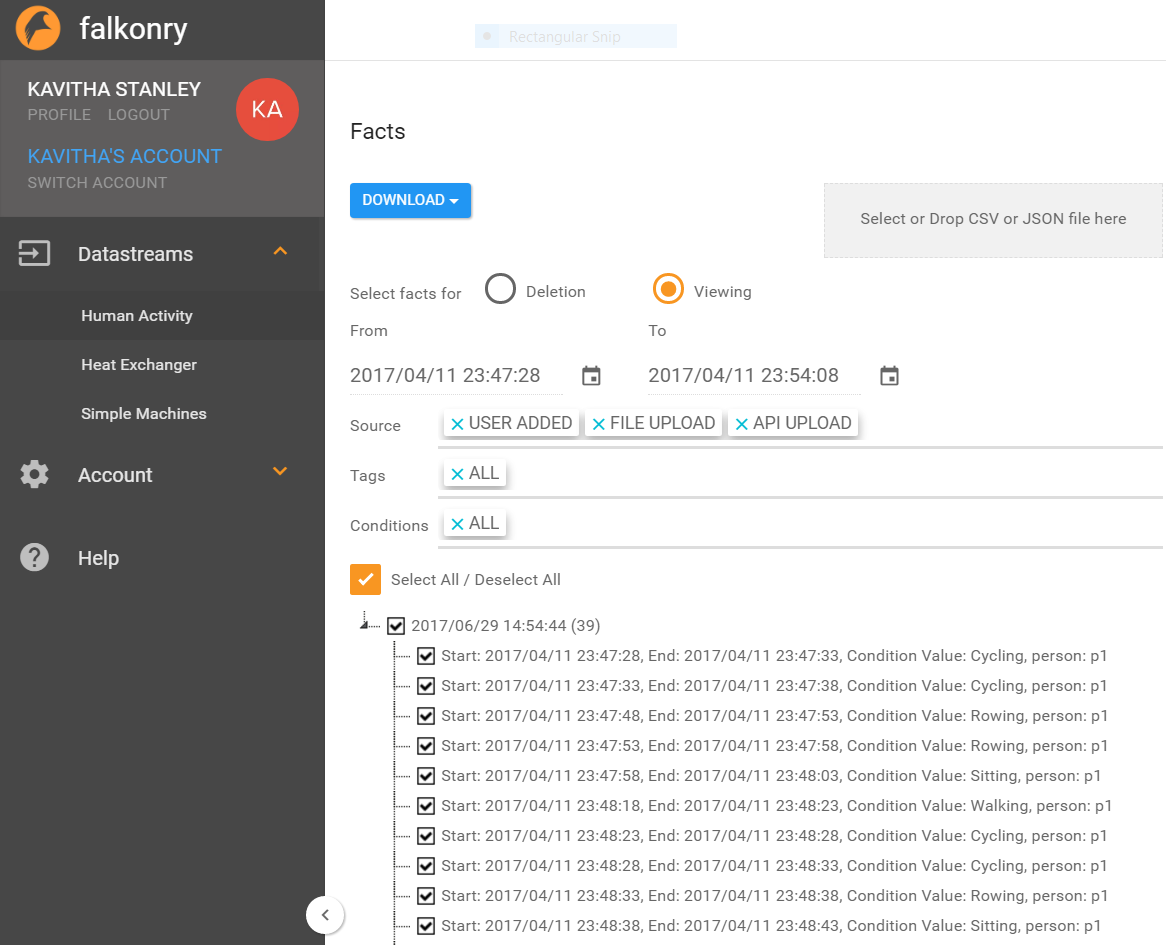 falkonry
Rectangular Snip
KAVITHA STANLEY
PROFILE LOGOUT
KA
KAVITHA'S ACCOUNT
SWITCH ACCOUNT
Datastreams
Human Activity
Heat Exchanger
Simple Machines
Account
Help
Facts
DOWNLOAD
Select or Drop CSV or JSON file here
Select facts for Deletion Viewing
From To
2017/04/11 23:47:28 2017/04/11 23:54:08
Source USER ADDED FILE UPLOAD API UPLOAD
Tags ALL
Conditions ALL
Select All / Deselect All
2017/06/29 14:54:44 (39)
Start: 2017/04/11 23:47:28, End: 2017/04/11 23:47:33, Condition Value: Cycling, person: p1
Start: 2017/04/11 23:47:33, End: 2017/04/11 23:47:38, Condition Value: Cycling, person: p1
Start: 2017/04/11 23:47:48, End: 2017/04/11 23:47:53, Condition Value: Rowing, person: p1
Start: 2017/04/11 23:47:53, End: 2017/04/11 23:47:58, Condition Value: Rowing, person: p1
Start: 2017/04/11 23:47:58, End: 2017/04/11 23:48:03, Condition Value: Sitting, person: p1
Start: 2017/04/11 23:48:18, End: 2017/04/11 23:48:23, Condition Value: Walking, person: p1
Start: 2017/04/11 23:48:23, End: 2017/04/11 23:48:28, Condition Value: Cycling, person: p1
Start: 2017/04/11 23:48:28, End: 2017/04/11 23:48:33, Condition Value: Cycling, person: p1
Start: 2017/04/11 23:48:33, End: 2017/04/11 23:48:38, Condition Value: Rowing, person: p1
Start: 2017/04/11 23:48:38, End: 2017/04/11 23:48:43, Condition Value: Sitting, person: p1